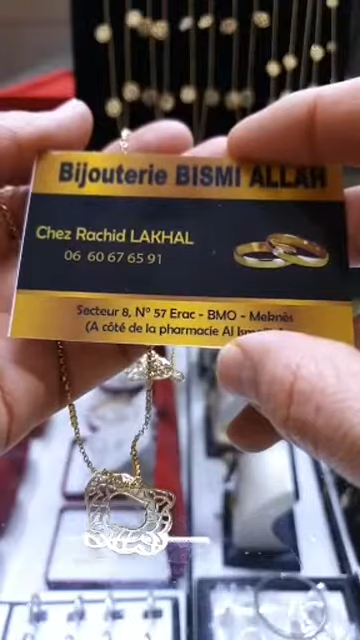 Bijouterie BISMI ALLAH
Chez Rachid LAKHAL
06 60 67 65 91
Secteur 8, N° 57 Erac - BMO - Meknès
(A côté de la pharmacie Al